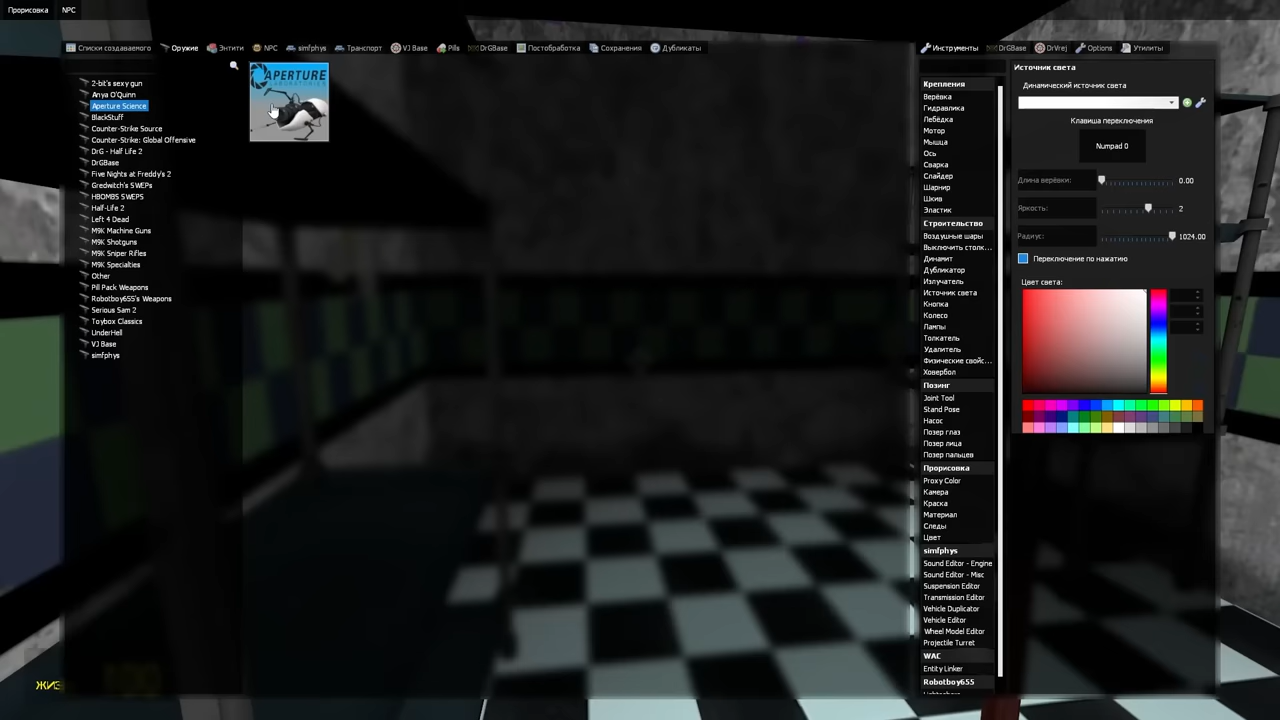 Прорисовка NPC
Списки создаваемого Оружие Энтити NPC simfphys Транспорт VJ Base Pills DrGBase Постобработка Сохранения Дубликаты
2-bit's sexy gun
Anya O'Quinn
Aperture Science
BlackStuff
Counter-Strike Source
Counter-Strike: Global Offensive
DrG - Half Life 2
DrGBase
Five Nights at Freddy's 2
Gredwitch's SWEPs
HBOMBS SWEPS
Half-Life 2
Left 4 Dead
M9K Machine Guns
M9K Shotguns
M9K Sniper Rifles
M9K Specialties
Other
Pill Pack Weapons
Robotboy655's Weapons
Serious Sam 2
Toybox Classics
UnderHell
VJ Base
simfphys
APERTURE
LABORATORIES
Инструменты DrGBase DrVrej Options Утилиты
Крепления
Верёвка
Гидравлика
Лебёдка
Мотор
Мышца
Ось
Сварка
Слайдер
Шарнир
Шкив
Эластик
Строительство
Воздушные шары
Выключить столк...
Динамит
Дубликатор
Излучатель
Источник света
Кнопка
Колесо
Лампы
Толкатель
Удалитель
Физические свойс...
Ховербол
Позинг
Joint Tool
Stand Pose
Насос
Позер глаз
Позер лица
Позер пальцев
Прорисовка
Proxy Color
Камера
Краска
Материал
Следы
Цвет
simfphys
Sound Editor - Engine
Sound Editor - Misc
Suspension Editor
Transmission Editor
Vehicle Duplicator
Vehicle Editor
Wheel Model Editor
Projectile Turret
WAC
Entity Linker
Robotboy655
Источник света
Динамический источник света
Клавиша переключения
Numpad 0
Длина верёвки: 0.00
Яркость: 2
Радиус: 1024.00
Переключение по нажатию
Цвет света: